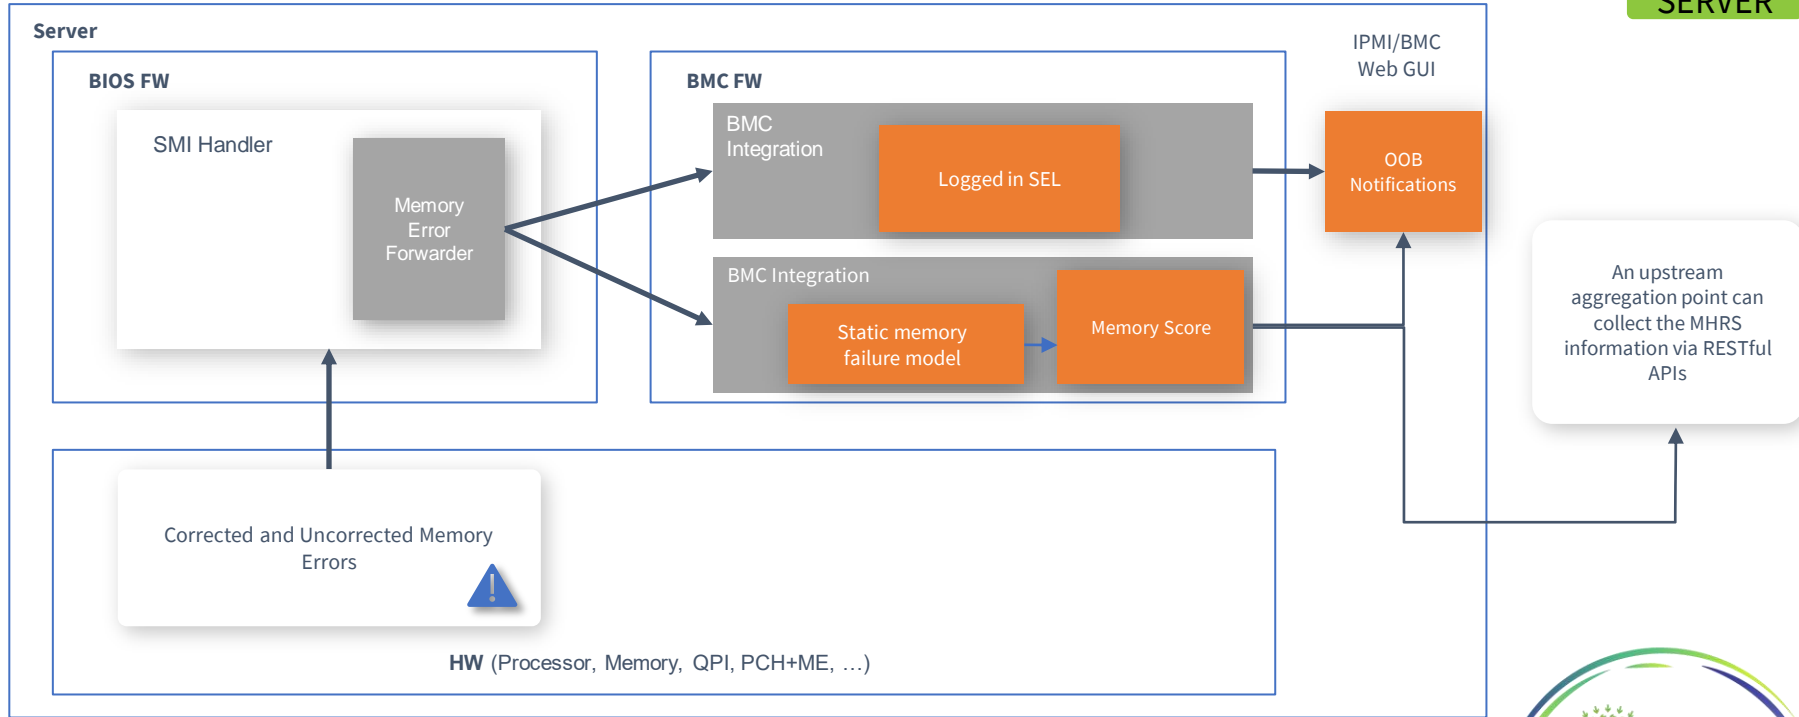 SERVER
Server
IPMI/BMC
Web GUI
BIOS FW
BMC FW
SMI Handler
Memory
Error
Forwarder
BMC
Integration
Logged in SEL
OOB
Notifications
BMC Integration
Static memory
failure model
Memory Score
An upstream
aggregation point can
collect the MHRS
information via RESTful
APIs
Corrected and Uncorrected Memory
Errors
HW (Processor, Memory, QPI, PCH+ME, …)